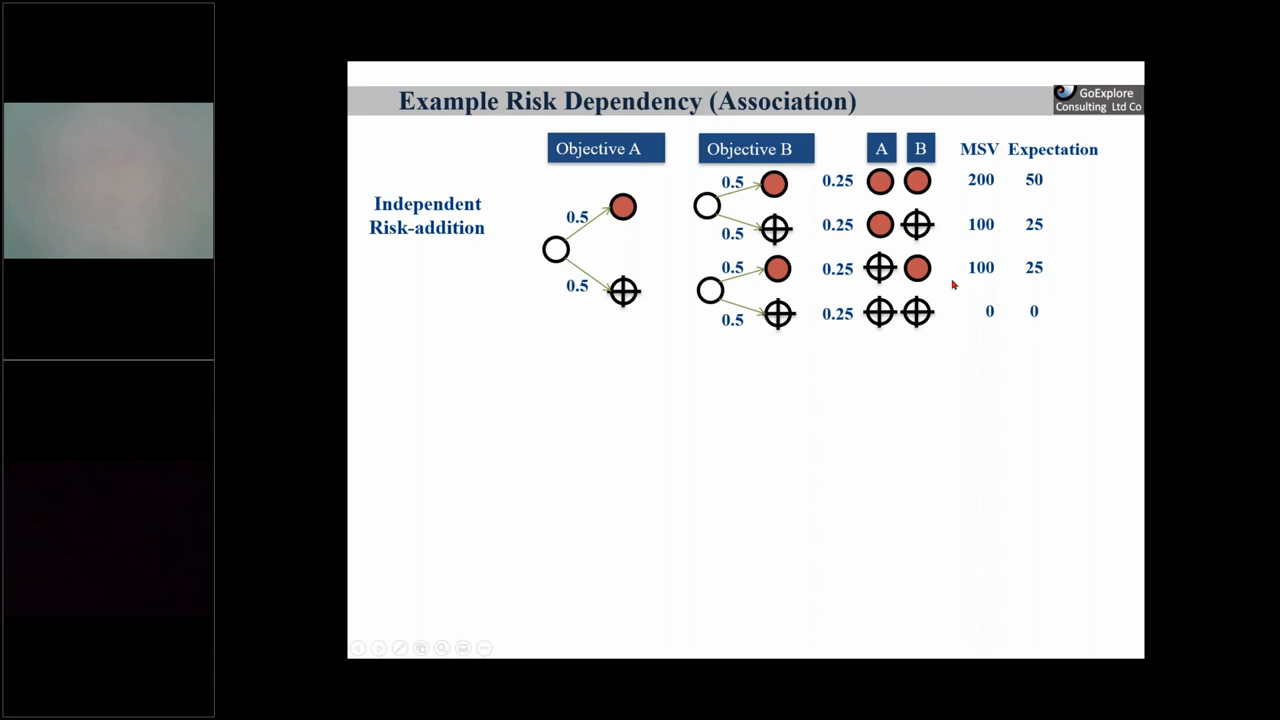 Example Risk Dependency (Association)
GoExplore
Consulting Ltd Co
Objective A
Objective B
A
B
MSV
Expectation
Independent
Risk-addition
0.5
0.5
0.5
0.5
0.5
0.5
0.25
200
50
0.25
100
25
0.25
100
25
0.25
0
0